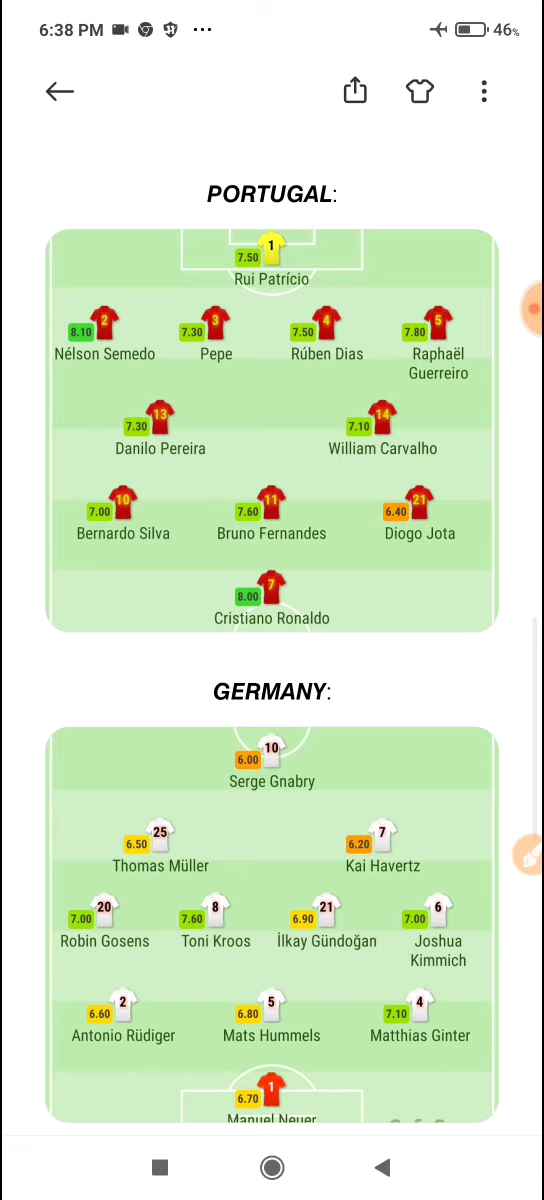 6:38 PM ... 46%
PORTUGAL:
1
7.50
Rui Patrício
2 3 4 5
8.10 7.30 7.50 7.80
Nélson Semedo Pepe Rúben Dias Raphaël
Guerreiro
13 14
7.30 7.10
Danilo Pereira William Carvalho
10 11 21
7.00 7.60 6.40
Bernardo Silva Bruno Fernandes Diogo Jota
7
8.00
Cristiano Ronaldo
GERMANY:
10
6.00
Serge Gnabry
25 7
6.50 6.20
Thomas Müller Kai Havertz
20 8 21 6
7.00 7.60 6.90 7.00
Robin Gosens Toni Kroos İlkay Gündoğan Joshua
Kimmich
2 5 4
6.60 6.80 7.10
Antonio Rüdiger Mats Hummels Matthias Ginter
1
6.70
Manuel Neuer